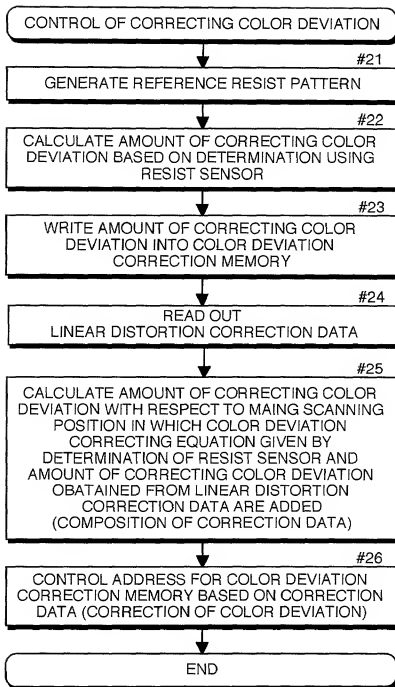 CONTROL OF CORRECTING COLOR DEVIATION
#21
GENERATE REFERENCE RESIST PATTERN
#22
CALCULATE AMOUNT OF CORRECTING COLOR
DEVIATION BASED ON DETERMINATION USING
RESIST SENSOR
#23
WRITE AMOUNT OF CORRECTING COLOR
DEVIATION INTO COLOR DEVIATION
CORRECTION MEMORY
#24
READ OUT
LINEAR DISTORTION CORRECTION DATA
#25
CALCULATE AMOUNT OF CORRECTING COLOR
DEVIATION WITH RESPECT TO MAING SCANNING
POSITION IN WHICH COLOR DEVIATION
CORRECTING EQUATION GIVEN BY
DETERMINATION OF RESIST SENSOR AND
AMOUNT OF CORRECTING COLOR DEVIATION
OBATAINED FROM LINEAR DISTORTION
CORRECTION DATA ARE ADDED
(COMPOSITION OF CORRECTION DATA)
#26
CONTROL ADDRESS FOR COLOR DEVIATION
CORRECTION MEMORY BASED ON CORRECTION
DATA (CORRECTION OF COLOR DEVIATION)
END